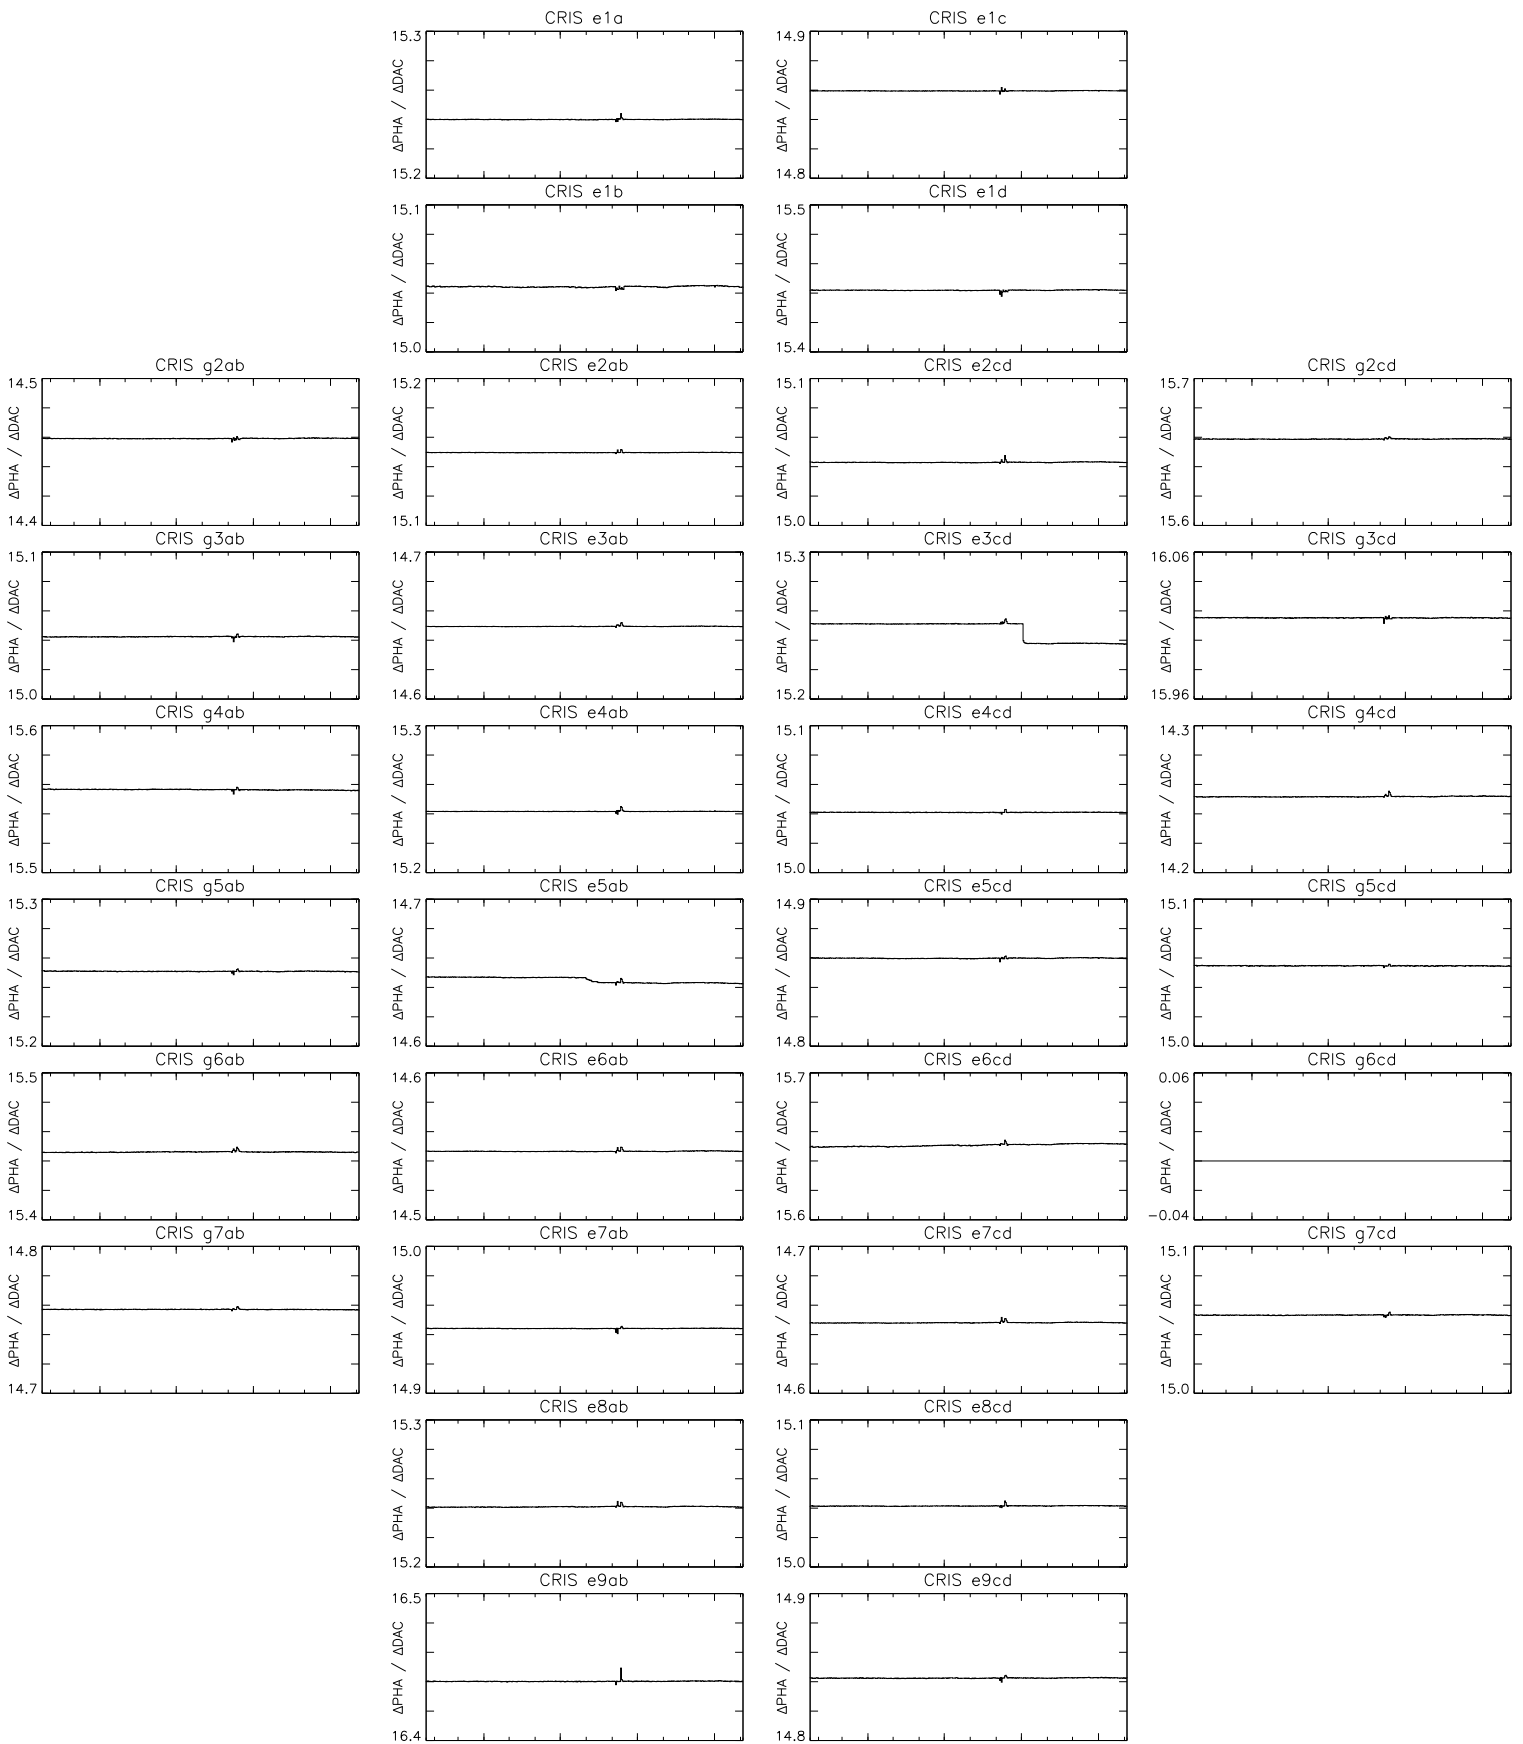 CRIS e1a
15.3
ΔPHA / ΔDAC
15.2
CRIS e1c
14.9
ΔPHA / ΔDAC
14.8
CRIS e1b
15.1
ΔPHA / ΔDAC
15.0
CRIS e1d
15.5
ΔPHA / ΔDAC
15.4
CRIS g2ab
14.5
ΔPHA / ΔDAC
14.4
CRIS e2ab
15.2
ΔPHA / ΔDAC
15.1
CRIS e2cd
15.1
ΔPHA / ΔDAC
15.0
CRIS g2cd
15.7
ΔPHA / ΔDAC
15.6
CRIS g3ab
15.1
ΔPHA / ΔDAC
15.0
CRIS e3ab
14.7
ΔPHA / ΔDAC
14.6
CRIS e3cd
15.3
ΔPHA / ΔDAC
15.2
CRIS g3cd
16.06
ΔPHA / ΔDAC
15.96
CRIS g4ab
15.6
ΔPHA / ΔDAC
15.5
CRIS e4ab
15.3
ΔPHA / ΔDAC
15.2
CRIS e4cd
15.1
ΔPHA / ΔDAC
15.0
CRIS g4cd
14.3
ΔPHA / ΔDAC
14.2
CRIS g5ab
15.3
ΔPHA / ΔDAC
15.2
CRIS e5ab
14.7
ΔPHA / ΔDAC
14.6
CRIS e5cd
14.9
ΔPHA / ΔDAC
14.8
CRIS g5cd
15.1
ΔPHA / ΔDAC
15.0
CRIS g6ab
15.5
ΔPHA / ΔDAC
15.4
CRIS e6ab
14.6
ΔPHA / ΔDAC
14.5
CRIS e6cd
15.7
ΔPHA / ΔDAC
15.6
CRIS g6cd
0.06
ΔPHA / ΔDAC
−0.04
CRIS g7ab
14.8
ΔPHA / ΔDAC
14.7
CRIS e7ab
15.0
ΔPHA / ΔDAC
14.9
CRIS e7cd
14.7
ΔPHA / ΔDAC
14.6
CRIS g7cd
15.1
ΔPHA / ΔDAC
15.0
CRIS e8ab
15.3
ΔPHA / ΔDAC
15.2
CRIS e8cd
15.1
ΔPHA / ΔDAC
15.0
CRIS e9ab
16.5
ΔPHA / ΔDAC
16.4
CRIS e9cd
14.9
ΔPHA / ΔDAC
14.8